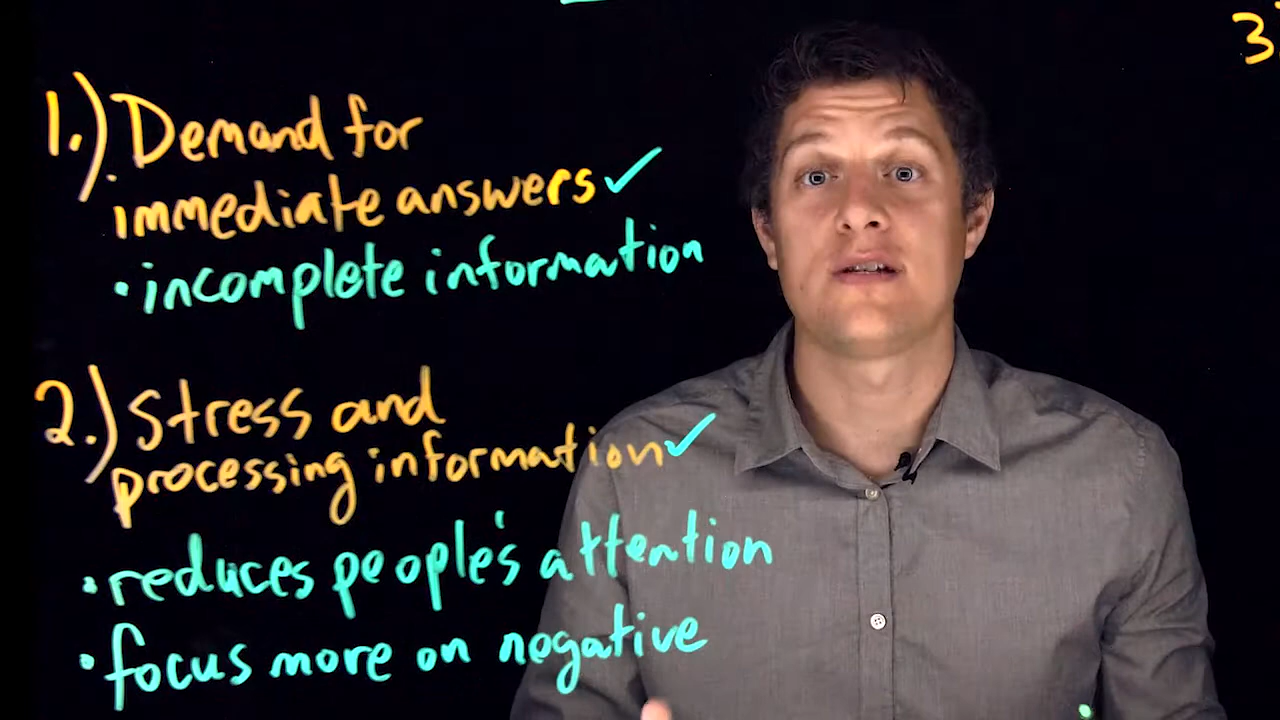 1.) Demand for
immediate answers ✓
• incomplete information
2.) Stress and
processing information ✓
• reduces people's attention
• focus more on negative
3